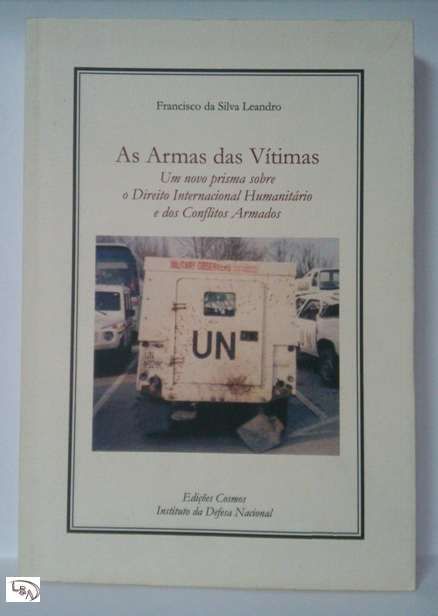 Francisco da Silva Leandro
As Armas das Vítimas
Um novo prisma sobre
o Direito Internacional Humanitário
e dos Conflitos Armados
MILITARY OBSERVERS
UN
Edições Cosmos
Instituto da Defesa Nacional